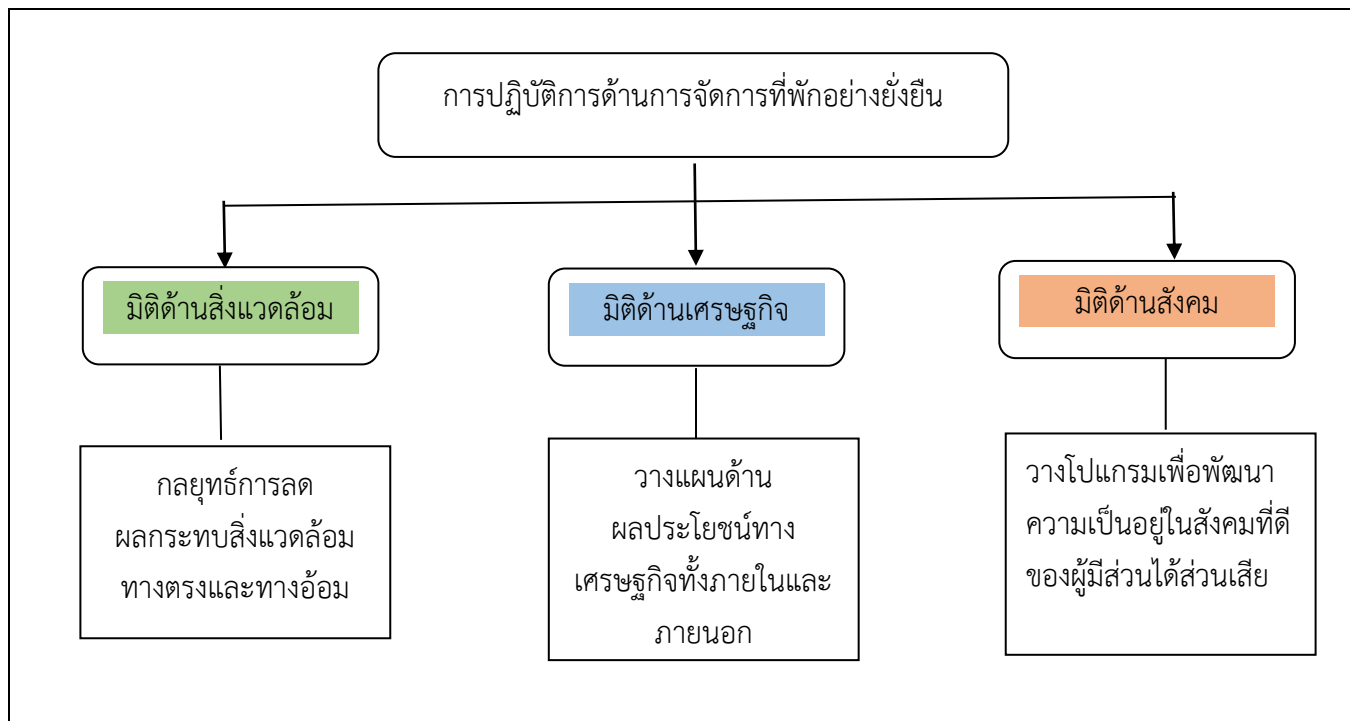 การปฏิบัติการด้านการจัดการที่พักอย่างยั่งยืน
มิติด้านสิ่งแวดล้อม
มิติด้านเศรษฐกิจ
มิติด้านสังคม
กลยุทธ์การลด
ผลกระทบสิ่งแวดล้อม
ทางตรงและทางอ้อม
วางแผนด้าน
ผลประโยชน์ทาง
เศรษฐกิจทั้งภายในและ
ภายนอก
วางโปแกรมเพื่อพัฒนา
ความเป็นอยู่ในสังคมที่ดี
ของผู้มีส่วนได้ส่วนเสีย